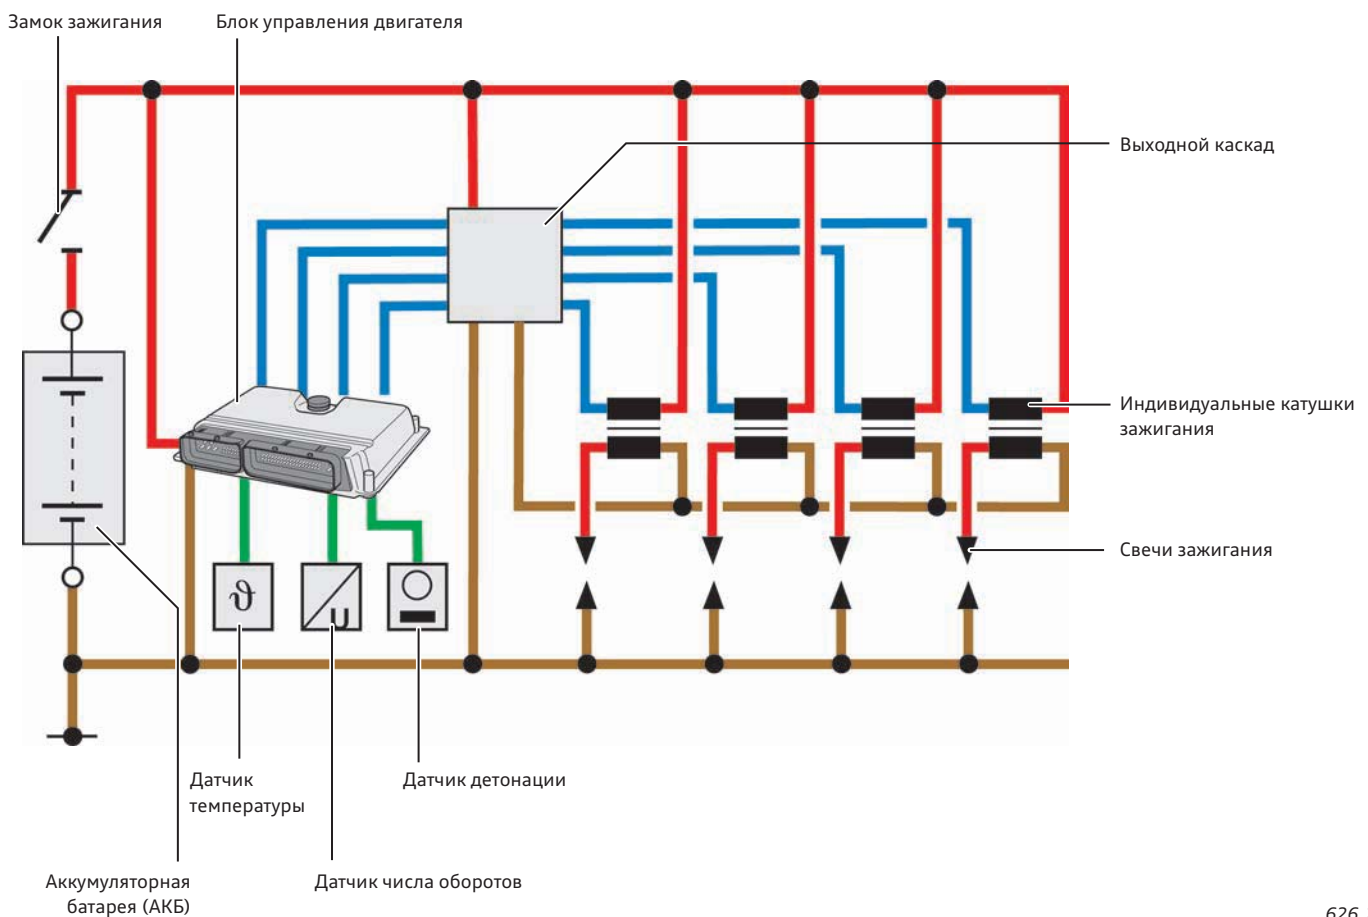 Замок зажигания
Блок управления двигателя
Выходной каскад
Индивидуальные катушки
зажигания
Свечи зажигания
ϑ
U
Датчик
температуры
Датчик детонации
Аккумуляторная
батарея (АКБ)
Датчик числа оборотов
626